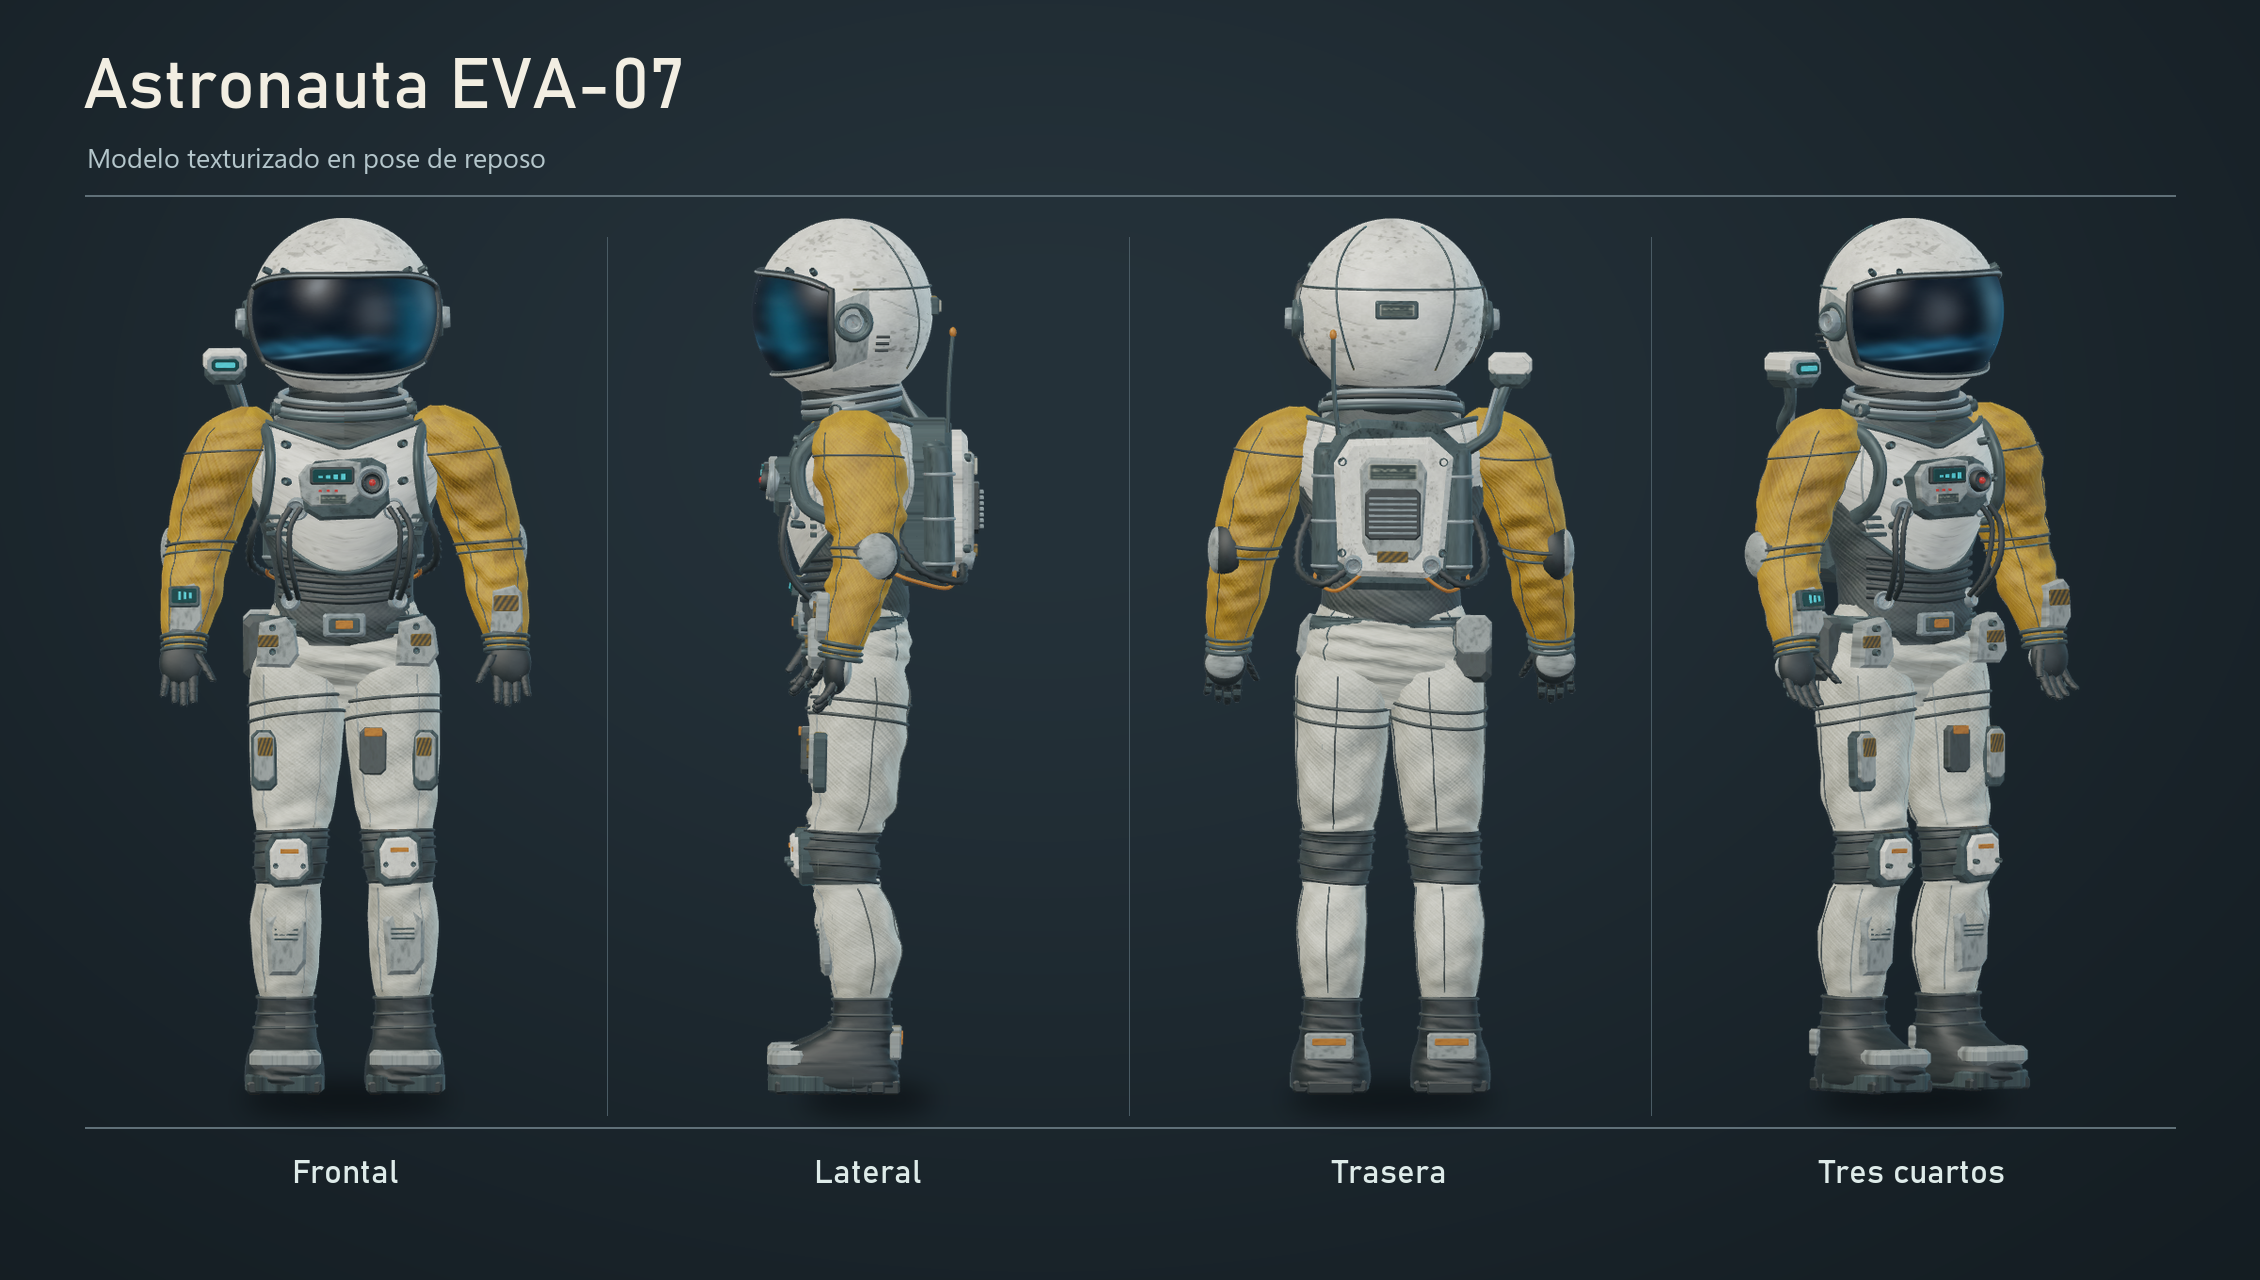 Astronauta EVA-07
Modelo texturizado en pose de reposo
Frontal
Lateral
Trasera
Tres cuartos